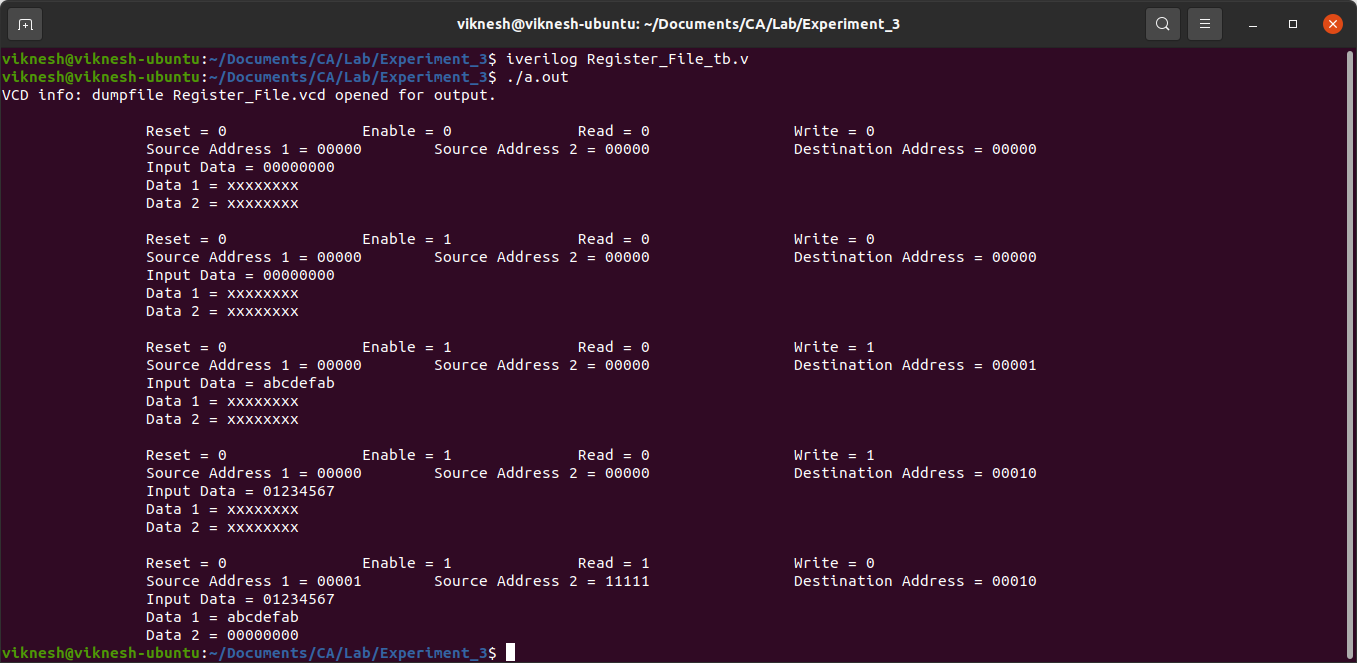 viknesh@viknesh-ubuntu: ~/Documents/CA/Lab/Experiment_3
viknesh@viknesh-ubuntu:~/Documents/CA/Lab/Experiment_3$ iverilog Register_File_tb.v
viknesh@viknesh-ubuntu:~/Documents/CA/Lab/Experiment_3$ ./a.out
VCD info: dumpfile Register_File.vcd opened for output.
Reset = 0 Enable = 0 Read = 0 Write = 0
Source Address 1 = 00000 Source Address 2 = 00000 Destination Address = 00000
Input Data = 00000000
Data 1 = xxxxxxxx
Data 2 = xxxxxxxx
Reset = 0 Enable = 1 Read = 0 Write = 0
Source Address 1 = 00000 Source Address 2 = 00000 Destination Address = 00000
Input Data = 00000000
Data 1 = xxxxxxxx
Data 2 = xxxxxxxx
Reset = 0 Enable = 1 Read = 0 Write = 1
Source Address 1 = 00000 Source Address 2 = 00000 Destination Address = 00001
Input Data = abcdefab
Data 1 = xxxxxxxx
Data 2 = xxxxxxxx
Reset = 0 Enable = 1 Read = 0 Write = 1
Source Address 1 = 00000 Source Address 2 = 00000 Destination Address = 00010
Input Data = 01234567
Data 1 = xxxxxxxx
Data 2 = xxxxxxxx
Reset = 0 Enable = 1 Read = 1 Write = 0
Source Address 1 = 00001 Source Address 2 = 11111 Destination Address = 00010
Input Data = 01234567
Data 1 = abcdefab
Data 2 = 00000000
viknesh@viknesh-ubuntu:~/Documents/CA/Lab/Experiment_3$